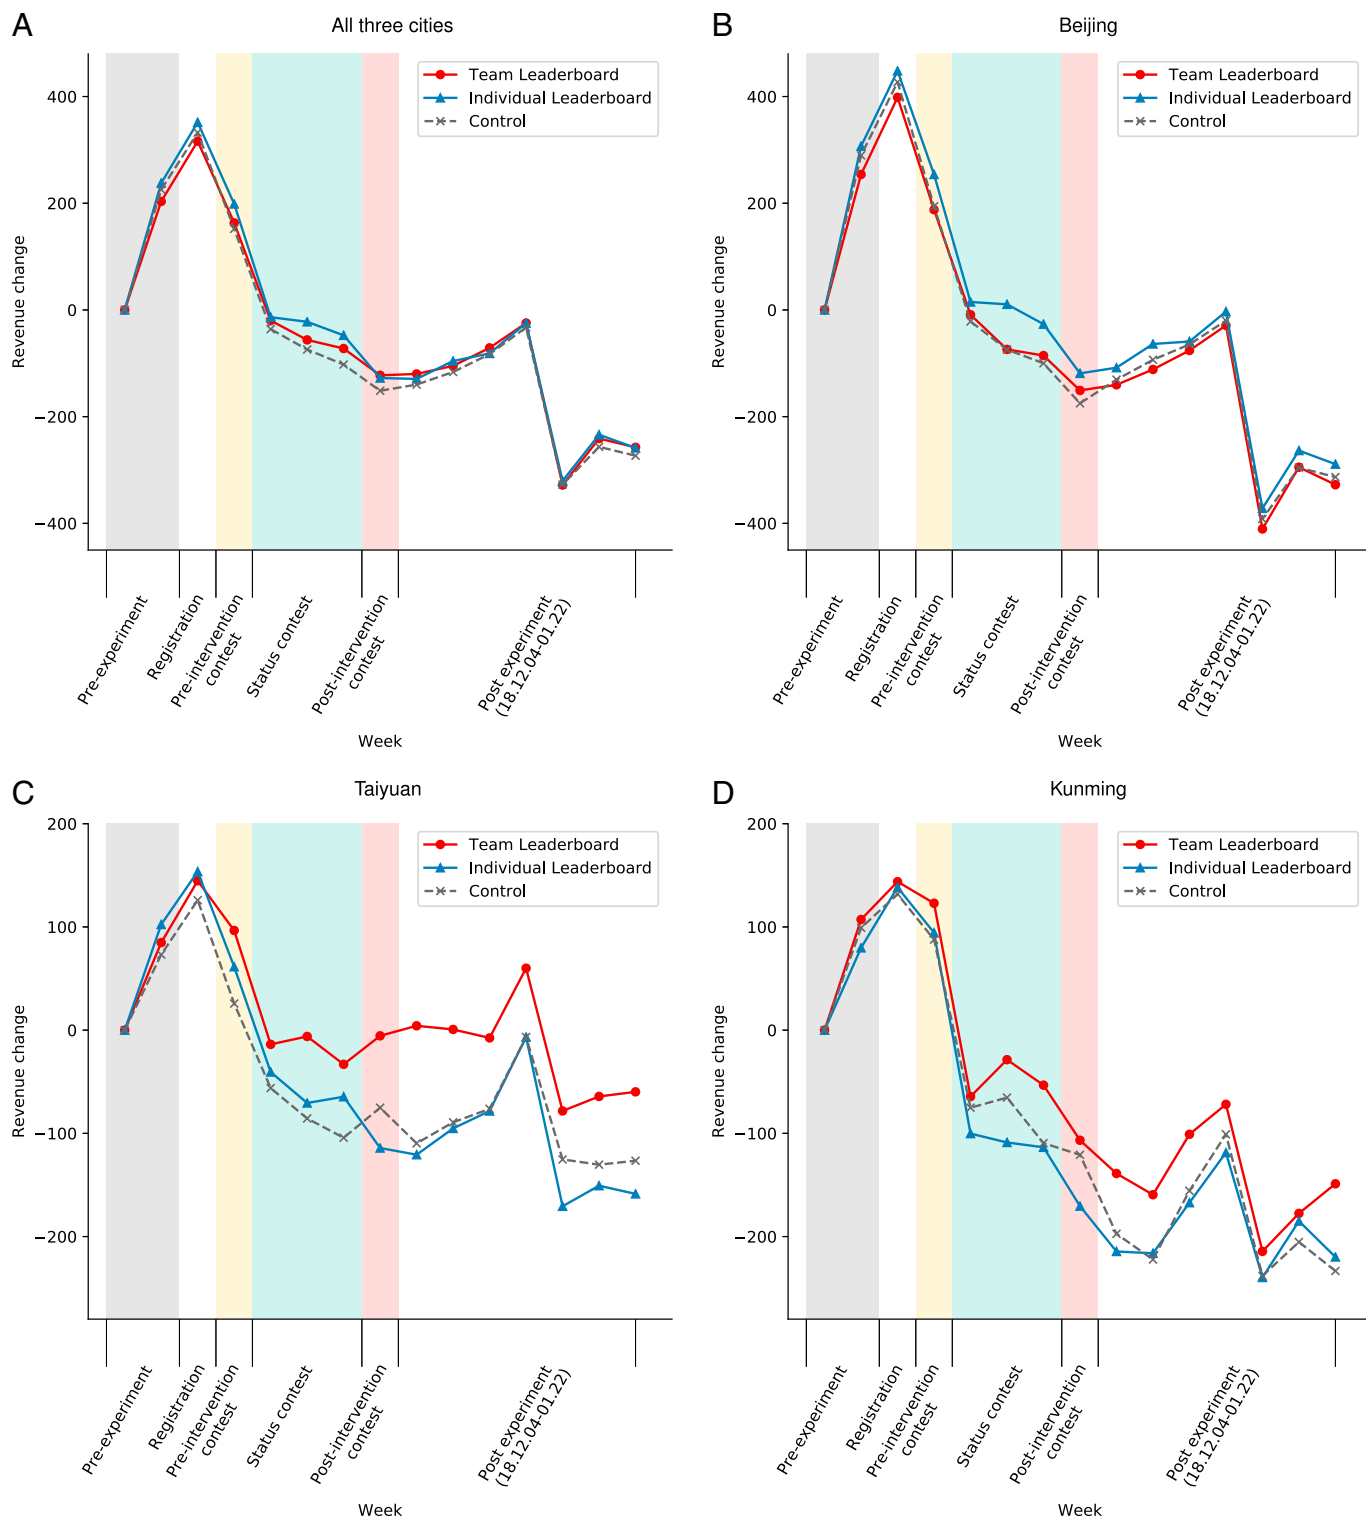 A
All three cities
400
200
0
−200
−400
Revenue change
Team Leaderboard
Individual Leaderboard
Control
Pre-experiment
Registration
Pre-intervention
contest
Status contest
Post-intervention
contest
Post experiment
(18.12.04-01.22)
Week
B
Beijing
400
200
0
−200
−400
Revenue change
Team Leaderboard
Individual Leaderboard
Control
Pre-experiment
Registration
Pre-intervention
contest
Status contest
Post-intervention
contest
Post experiment
(18.12.04-01.22)
Week
C
Taiyuan
200
100
0
−100
−200
Revenue change
Team Leaderboard
Individual Leaderboard
Control
Pre-experiment
Registration
Pre-intervention
contest
Status contest
Post-intervention
contest
Post experiment
(18.12.04-01.22)
Week
D
Kunming
200
100
0
−100
−200
Revenue change
Team Leaderboard
Individual Leaderboard
Control
Pre-experiment
Registration
Pre-intervention
contest
Status contest
Post-intervention
contest
Post experiment
(18.12.04-01.22)
Week